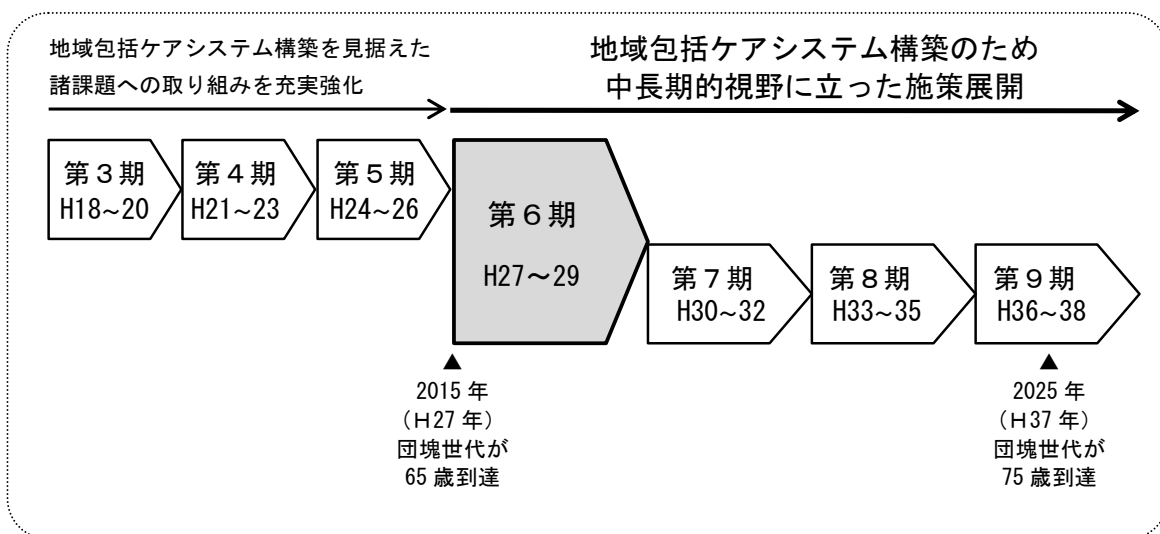 地域包括ケアシステム構築を見据えた
諸課題への取り組みを充実強化
地域包括ケアシステム構築のため
中長期的視野に立った施策展開
第３期
H18~20
第４期
H21~23
第５期
H24~26
第６期
H27～29
第７期
H30~32
第８期
H33~35
第９期
H36~38
▲
2015 年
（Ｈ27 年）
団塊世代が
65 歳到達
▲
2025 年
（Ｈ37 年）
団塊世代が
75 歳到達